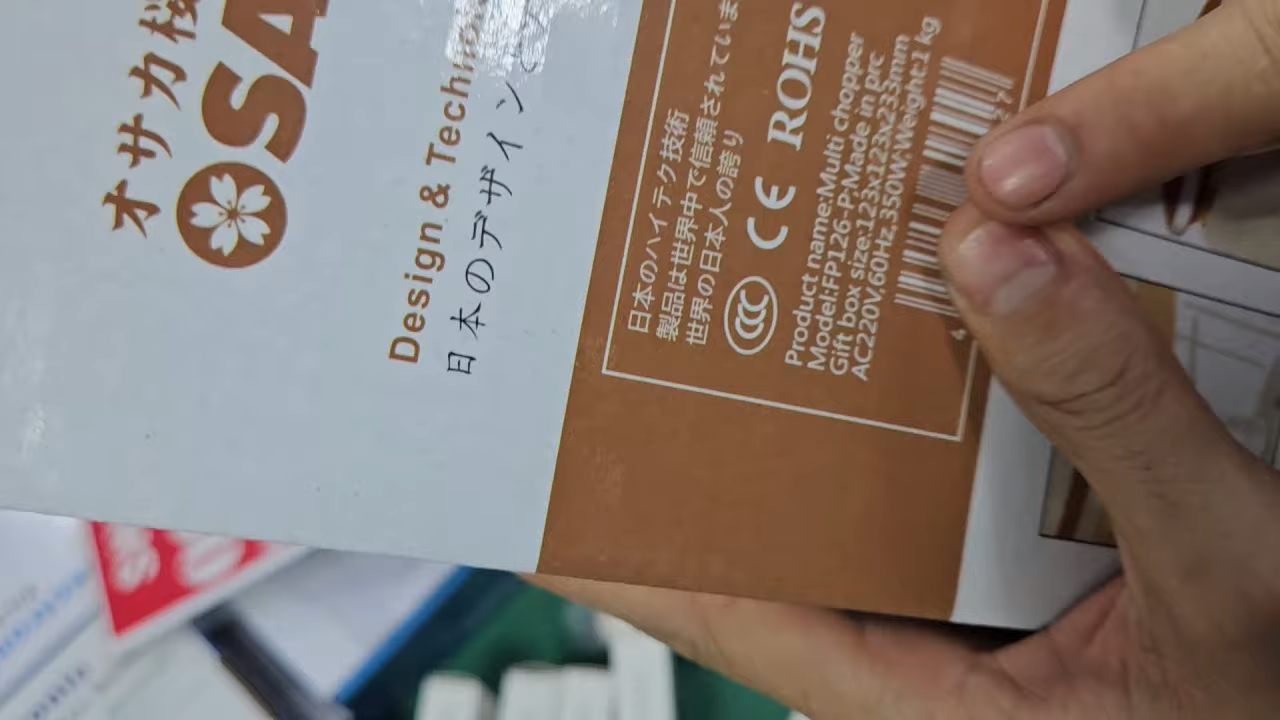 オサカ桜
OSA
Design & Techn
日本のデザイン
日本のハイテク技術
製品は世界中で信頼されていま
世界の日本人の誇り
CCC CE ROHS
Product name:Multi chopper
Model:FP126-P:Made in prc
Gift box size:123x123x233mm
AC220V,60Hz.350W.Weight:1 kg